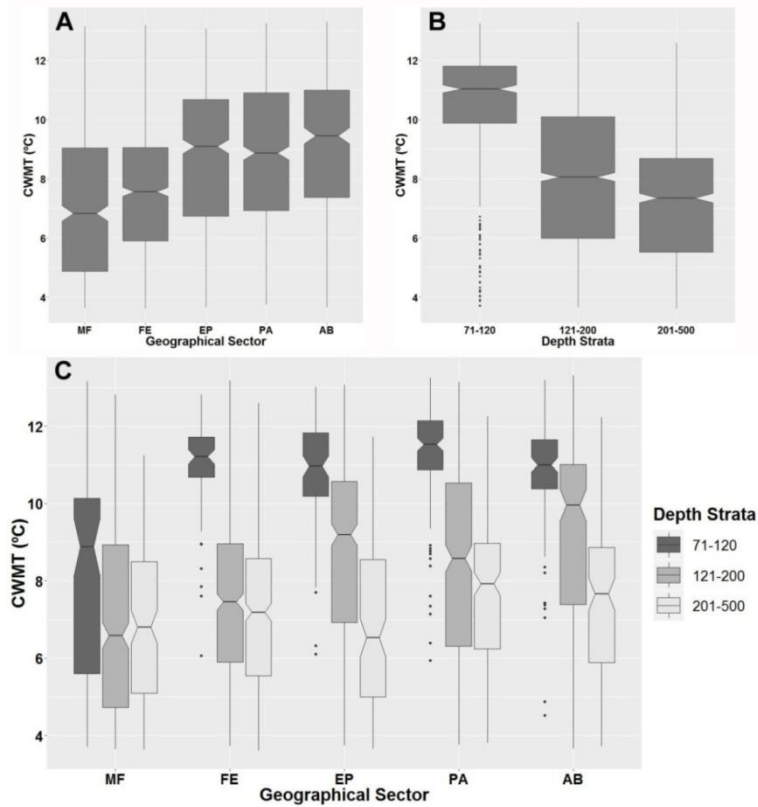 A
CWMT (ºC)
12
10
8
6
4
MF FE EP PA AB
Geographical Sector
B
CWMT (ºC)
12
10
8
6
4
71-120 121-200 201-500
Depth Strata
C
CWMT (ºC)
12
10
8
6
4
MF FE EP PA AB
Geographical Sector
Depth Strata
71-120
121-200
201-500